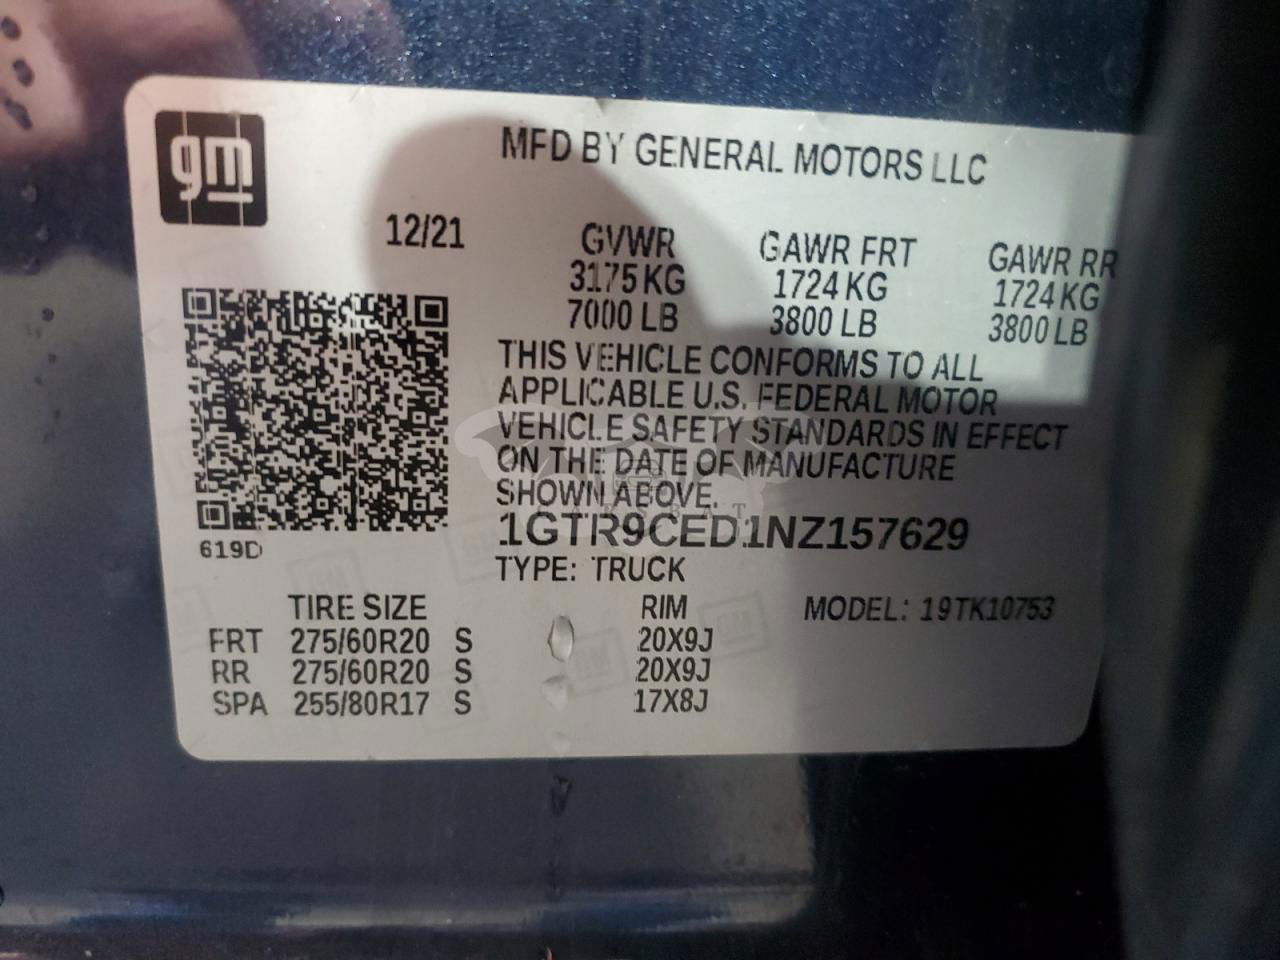 gm
MFD BY GENERAL MOTORS LLC
12/21
GVWR GAWR FRT GAWR RR
3175 KG 1724 KG 1724 KG
7000 LB 3800 LB 3800 LB
THIS VEHICLE CONFORMS TO ALL
APPLICABLE U.S. FEDERAL MOTOR
VEHICLE SAFETY STANDARDS IN EFFECT
ON THE DATE OF MANUFACTURE
SHOWN ABOVE.
1GTR9CED1NZ157629
619D
TYPE: TRUCK
TIRE SIZE RIM MODEL: 19TK10753
FRT 275/60R20 S 20X9J
RR 275/60R20 S 20X9J
SPA 255/80R17 S 17X8J